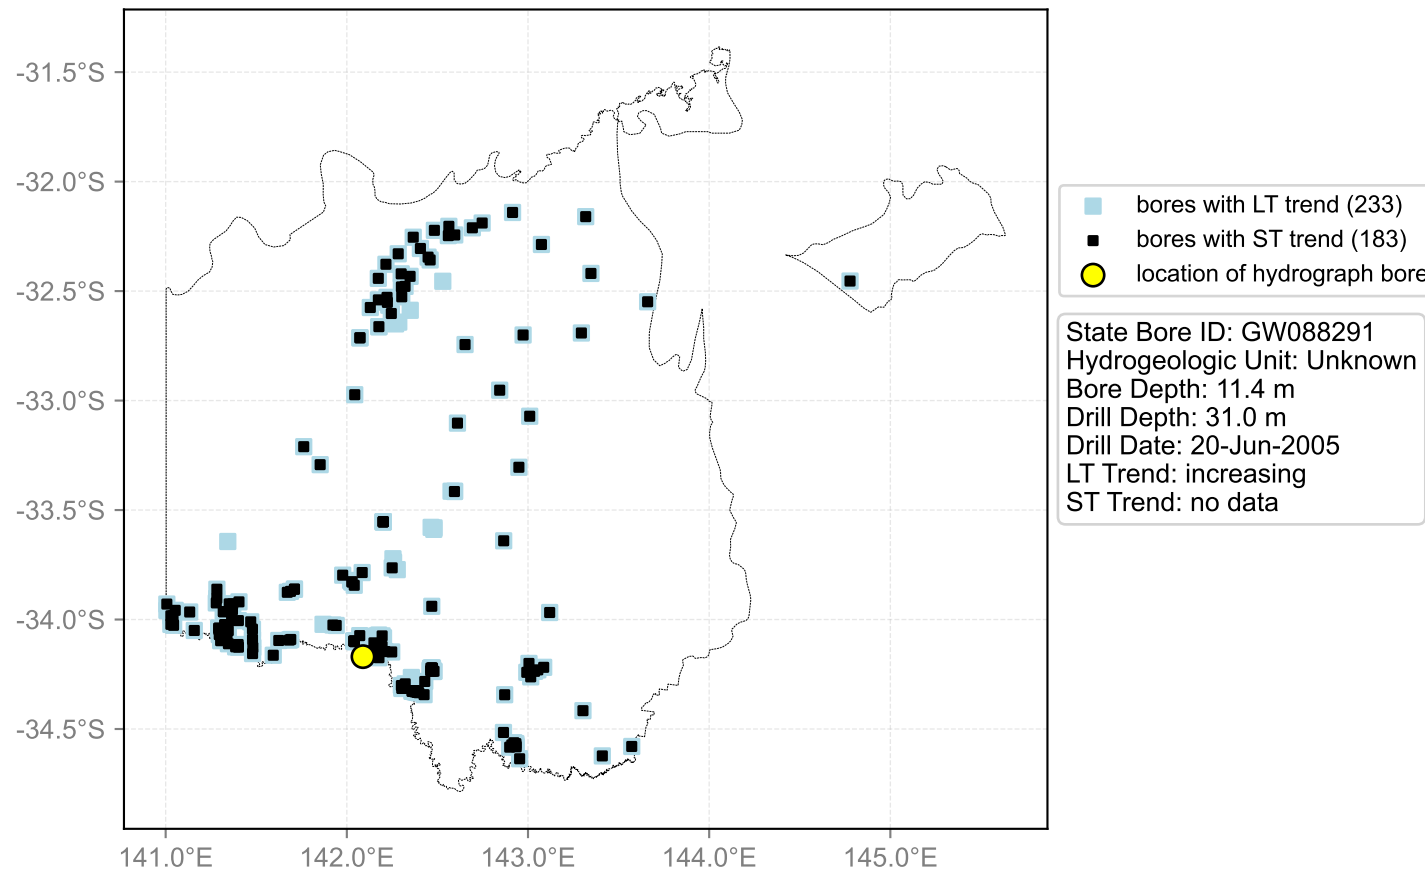 -31.5°S
-32.0°S
-32.5°S
-33.0°S
-33.5°S
-34.0°S
-34.5°S
141.0°E
142.0°E
143.0°E
144.0°E
145.0°E
bores with LT trend (233)
bores with ST trend (183)
location of hydrograph bore
State Bore ID: GW088291
Hydrogeologic Unit: Unknown
Bore Depth: 11.4 m
Drill Depth: 31.0 m
Drill Date: 20-Jun-2005
LT Trend: increasing
ST Trend: no data